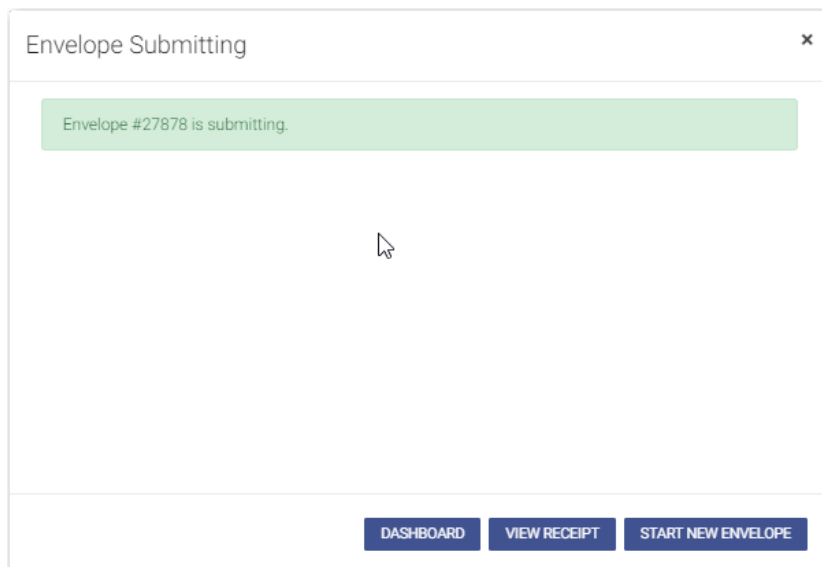 Envelope Submitting
×
Envelope #27878 is submitting.
DASHBOARD VIEW RECEIPT START NEW ENVELOPE